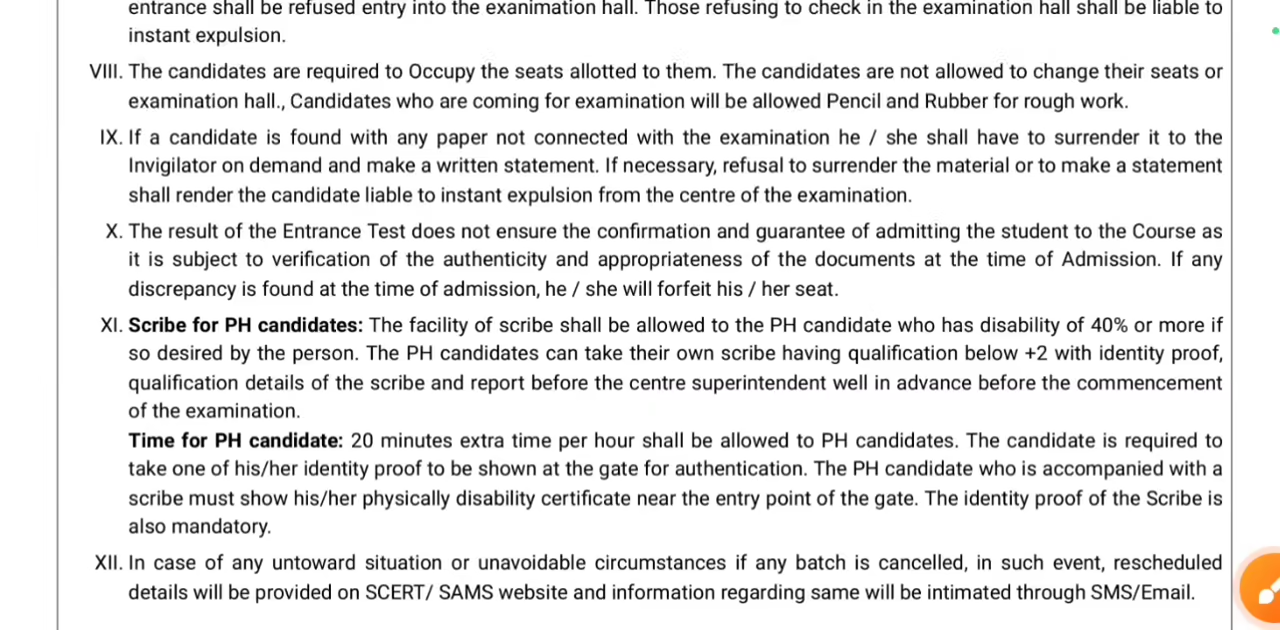 entrance shall be refused entry into the exanimation hall. Those refusing to check in the examination hall shall be liable to
instant expulsion.
VIII. The candidates are required to Occupy the seats allotted to them. The candidates are not allowed to change their seats or
examination hall., Candidates who are coming for examination will be allowed Pencil and Rubber for rough work.
IX. If a candidate is found with any paper not connected with the examination he / she shall have to surrender it to the
Invigilator on demand and make a written statement. If necessary, refusal to surrender the material or to make a statement
shall render the candidate liable to instant expulsion from the centre of the examination.
X. The result of the Entrance Test does not ensure the confirmation and guarantee of admitting the student to the Course as
it is subject to verification of the authenticity and appropriateness of the documents at the time of Admission. If any
discrepancy is found at the time of admission, he / she will forfeit his / her seat.
XI. Scribe for PH candidates: The facility of scribe shall be allowed to the PH candidate who has disability of 40% or more if
so desired by the person. The PH candidates can take their own scribe having qualification below +2 with identity proof,
qualification details of the scribe and report before the centre superintendent well in advance before the commencement
of the examination.
Time for PH candidate: 20 minutes extra time per hour shall be allowed to PH candidates. The candidate is required to
take one of his/her identity proof to be shown at the gate for authentication. The PH candidate who is accompanied with a
scribe must show his/her physically disability certificate near the entry point of the gate. The identity proof of the Scribe is
also mandatory.
XII. In case of any untoward situation or unavoidable circumstances if any batch is cancelled, in such event, rescheduled
details will be provided on SCERT/ SAMS website and information regarding same will be intimated through SMS/Email.